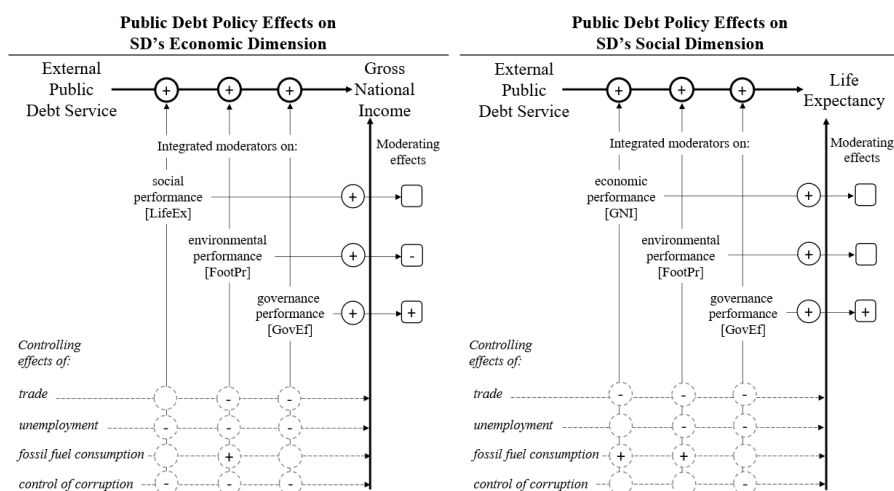 Public Debt Policy Effects on
SD's Economic Dimension
External
Public
Debt Service
+ + +
Gross
National
Income
Integrated moderators on:
Moderating
effects
social
performance
[LifeEx]
+
environmental
performance
[FootPr]
+ -
governance
performance
[GovEf]
+ +
Controlling
effects of:
trade
- -
unemployment
- - -
fossil fuel consumption
+
control of corruption
- - -
Public Debt Policy Effects on
SD's Social Dimension
External
Public
Debt Service
+ + +
Life
Expectancy
Integrated moderators on:
Moderating
effects
economic
performance
[GNI]
+
environmental
performance
[FootPr]
+
governance
performance
[GovEf]
+ +
Controlling
effects of:
trade
- - -
unemployment
- -
fossil fuel consumption
+ +
control of corruption
-